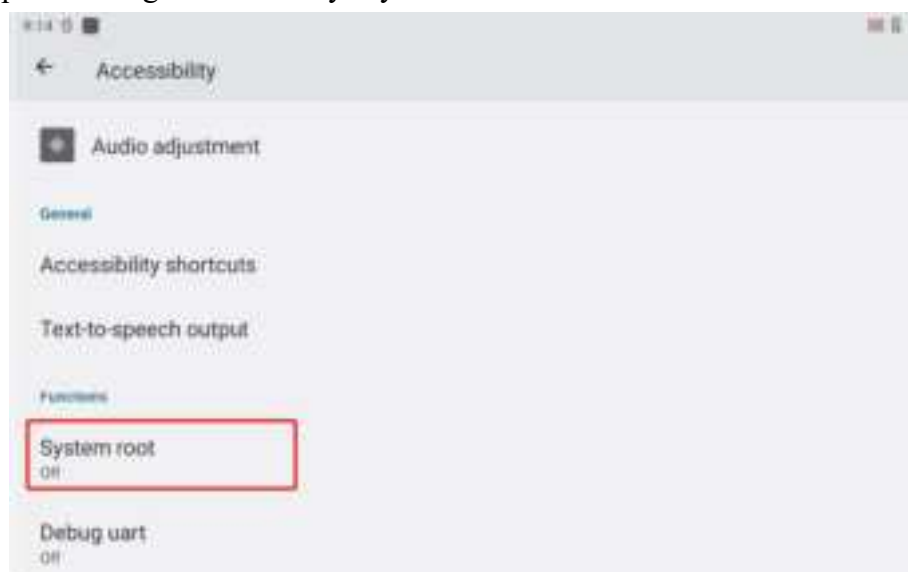 Accessibility
Audio adjustment
General
Accessibility shortcuts
Text-to-speech output
Functions
System root
Off
Debug uart
Off